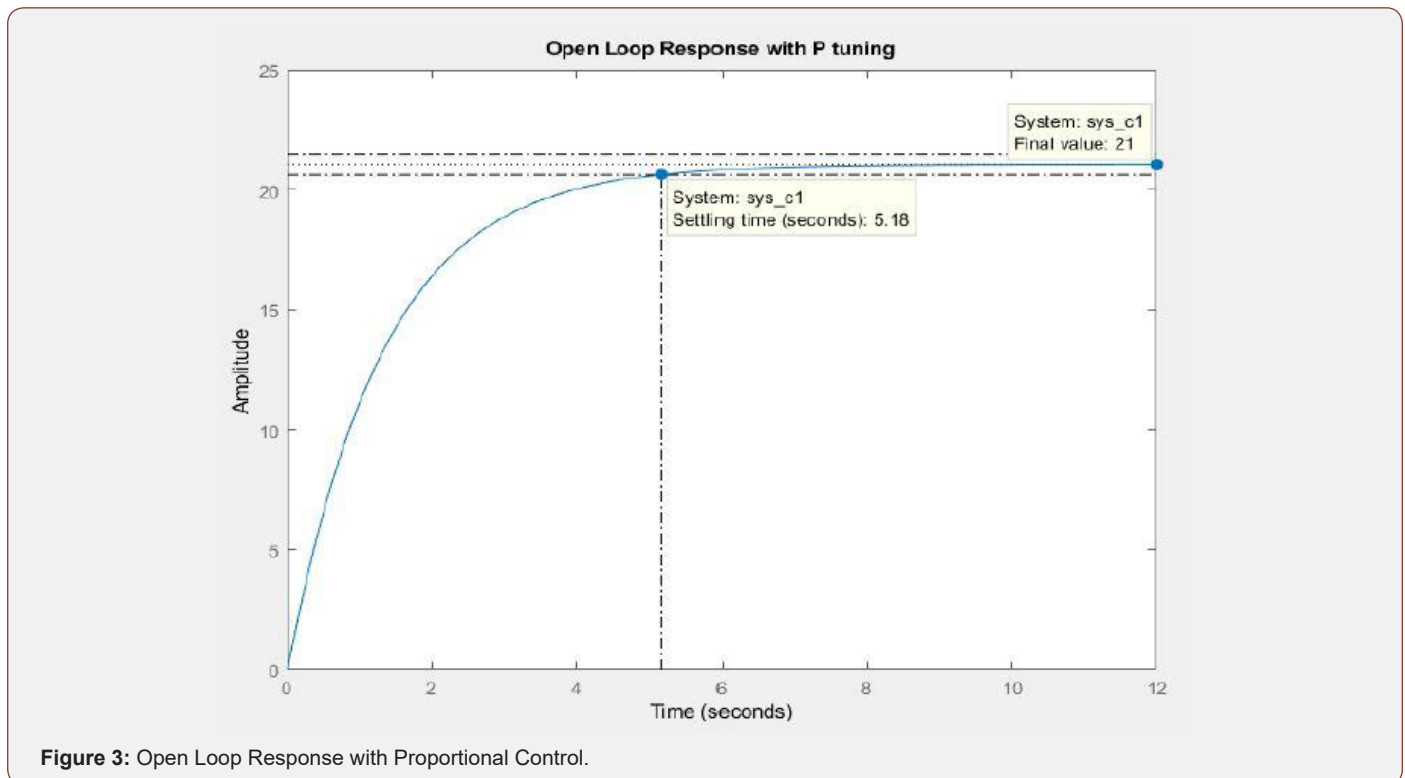 Open Loop Response with P tuning
25
20
15
10
5
0
Amplitude
System: sys_c1
Final value: 21
System: sys_c1
Settling time (seconds): 5.18
0 2 4 6 8 10 12
Time (seconds)
Figure 3: Open Loop Response with Proportional Control.